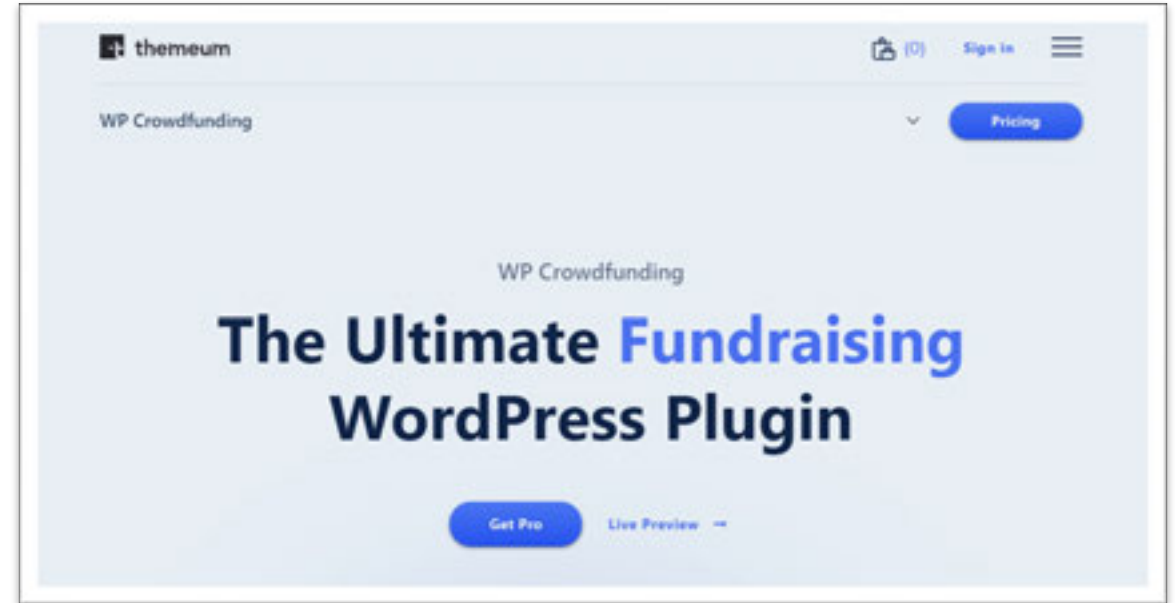 themeum
(0)
Sign in
WP Crowdfunding
Pricing
WP Crowdfunding
The Ultimate Fundraising
WordPress Plugin
Get Pro
Live Preview →